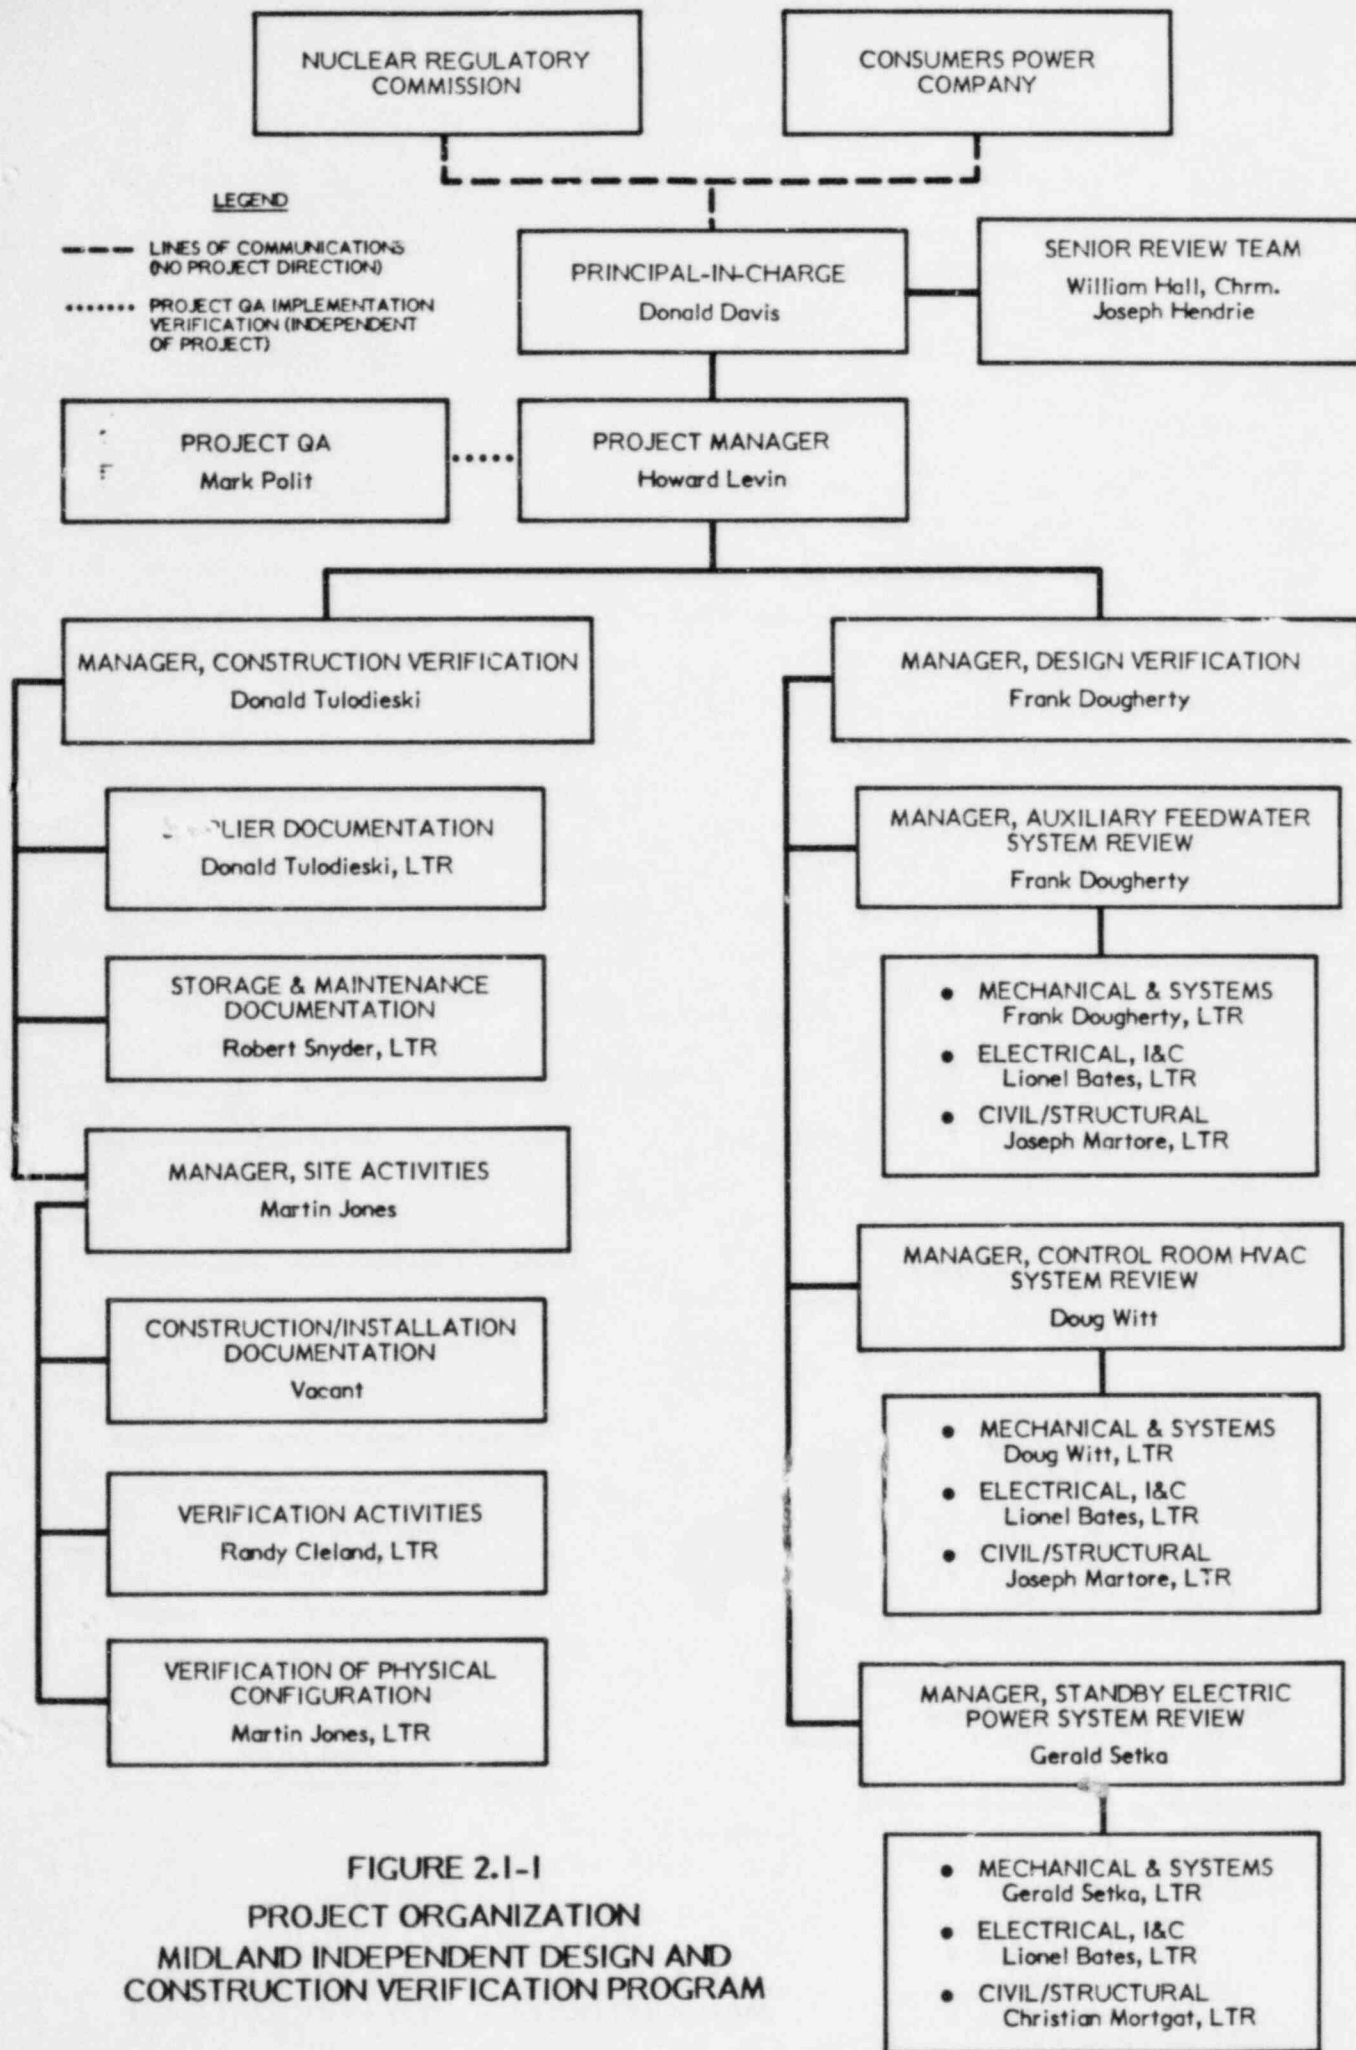 NUCLEAR REGULATORY
COMMISSION
CONSUMERS POWER
COMPANY
LEGEND
LINES OF COMMUNICATIONS
(NO PROJECT DIRECTION)
PROJECT QA IMPLEMENTATION
VERIFICATION (INDEPENDENT
OF PROJECT)
PRINCIPAL-IN-CHARGE
Donald Davis
SENIOR REVIEW TEAM
William Hall, Chrm.
Joseph Hendrie
PROJECT QA
Mark Polit
PROJECT MANAGER
Howard Levin
MANAGER, CONSTRUCTION VERIFICATION
Donald Tulodieski
DOCUMENTATION
Donald Tulodieski, LTR
STORAGE & MAINTENANCE
DOCUMENTATION
Robert Snyder, LTR
MANAGER, SITE ACTIVITIES
Martin Jones
CONSTRUCTION/INSTALLATION
DOCUMENTATION
Vacant
VERIFICATION ACTIVITIES
Randy Cleland, LTR
VERIFICATION OF PHYSICAL
CONFIGURATION
Martin Jones, LTR
MANAGER, DESIGN VERIFICATION
Frank Dougherty
MANAGER, AUXILIARY FEEDWATER
SYSTEM REVIEW
Frank Dougherty
• MECHANICAL & SYSTEMS
Frank Dougherty, LTR
• ELECTRICAL, I&C
Lionel Bates, LTR
• CIVIL/STRUCTURAL
Joseph Martore, LTR
MANAGER, CONTROL ROOM HVAC
SYSTEM REVIEW
Doug Witt
• MECHANICAL & SYSTEMS
Doug Witt, LTR
• ELECTRICAL, I&C
Lionel Bates, LTR
• CIVIL/STRUCTURAL
Joseph Martore, LTR
MANAGER, STANDBY ELECTRIC
POWER SYSTEM REVIEW
Gerald Setka
• MECHANICAL & SYSTEMS
Gerald Setka, LTR
• ELECTRICAL, I&C
Lionel Bates, LTR
• CIVIL/STRUCTURAL
Christian Mortgat, LTR
FIGURE 2.1-1
PROJECT ORGANIZATION
MIDLAND INDEPENDENT DESIGN AND
CONSTRUCTION VERIFICATION PROGRAM